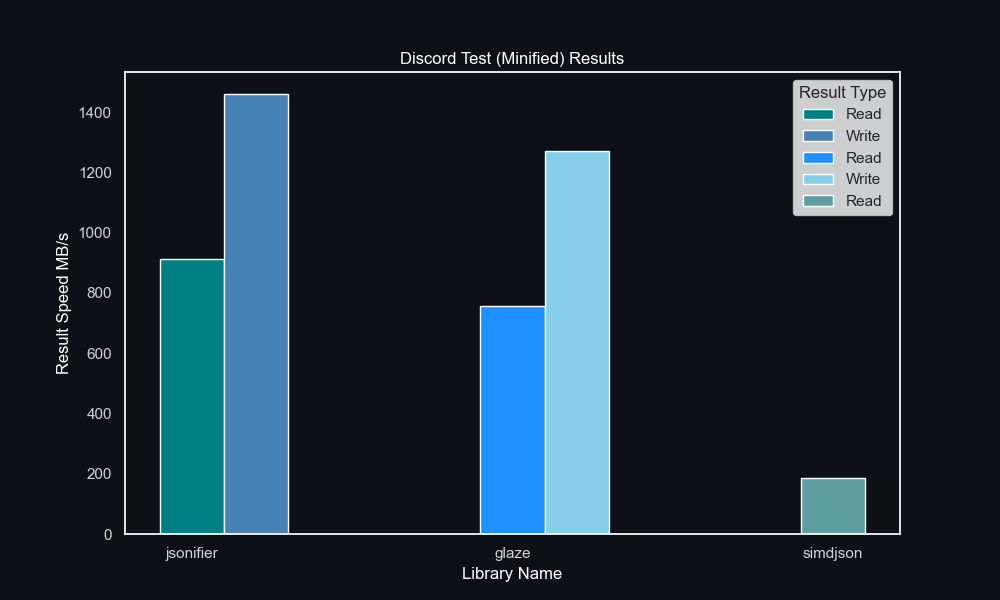 Discord Test (Minified) Results
Result Type
Read
Write
Read
Write
Read
Result Speed MB/s
1400
1200
1000
800
600
400
200
0
jsonifier
glaze
simdjson
Library Name